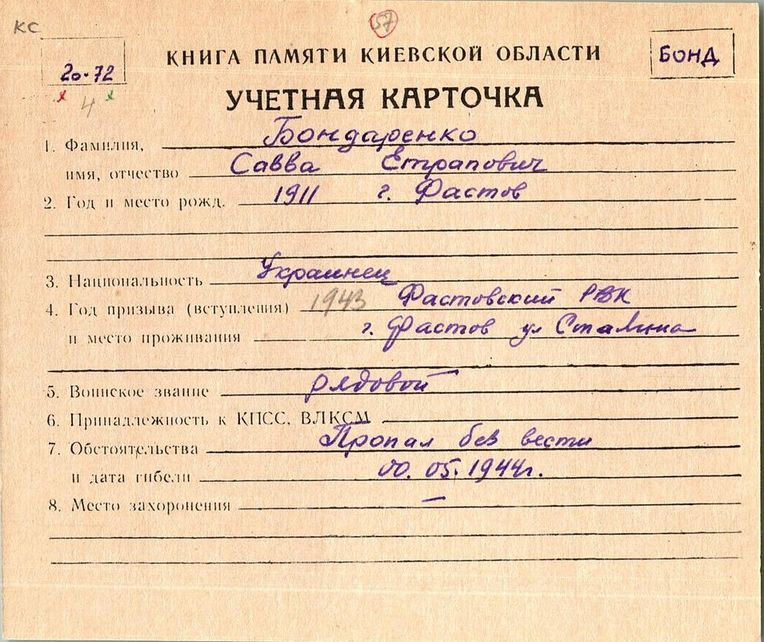 КС
57
20-72
КНИГА ПАМЯТИ КИЕВСКОЙ ОБЛАСТИ
БОНД
4
УЧЕТНАЯ КАРТОЧКА
1. Фамилия, Бондаренко
имя, отчество Савва Етрапович
2. Год и место рожд. 1911 г. Фастов
3. Национальность Украинец
4. Год призыва (вступления) 1943 Фастовский РВК
и место проживания г. Фастов ул Сталина
5. Воинское звание рядовой
6. Принадлежность к КПСС, ВЛКСМ
7. Обстоятельства Пропал без вести
и дата гибели 00. 05. 1944г.
8. Место захоронения —